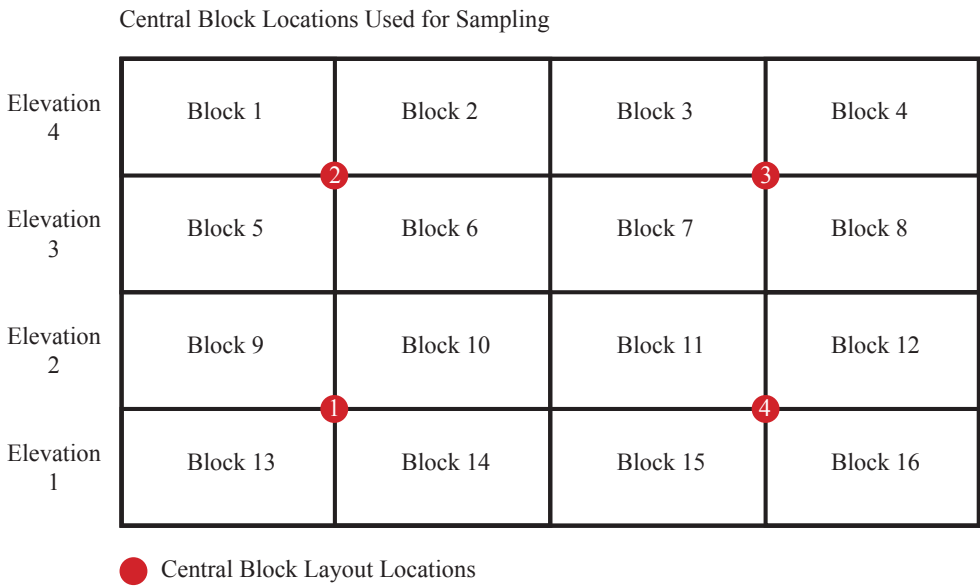 Central Block Locations Used for Sampling
Elevation
4
Block 1
Block 2
Block 3
Block 4
2
3
Elevation
3
Block 5
Block 6
Block 7
Block 8
Elevation
2
Block 9
Block 10
Block 11
Block 12
1
4
Elevation
1
Block 13
Block 14
Block 15
Block 16
Central Block Layout Locations